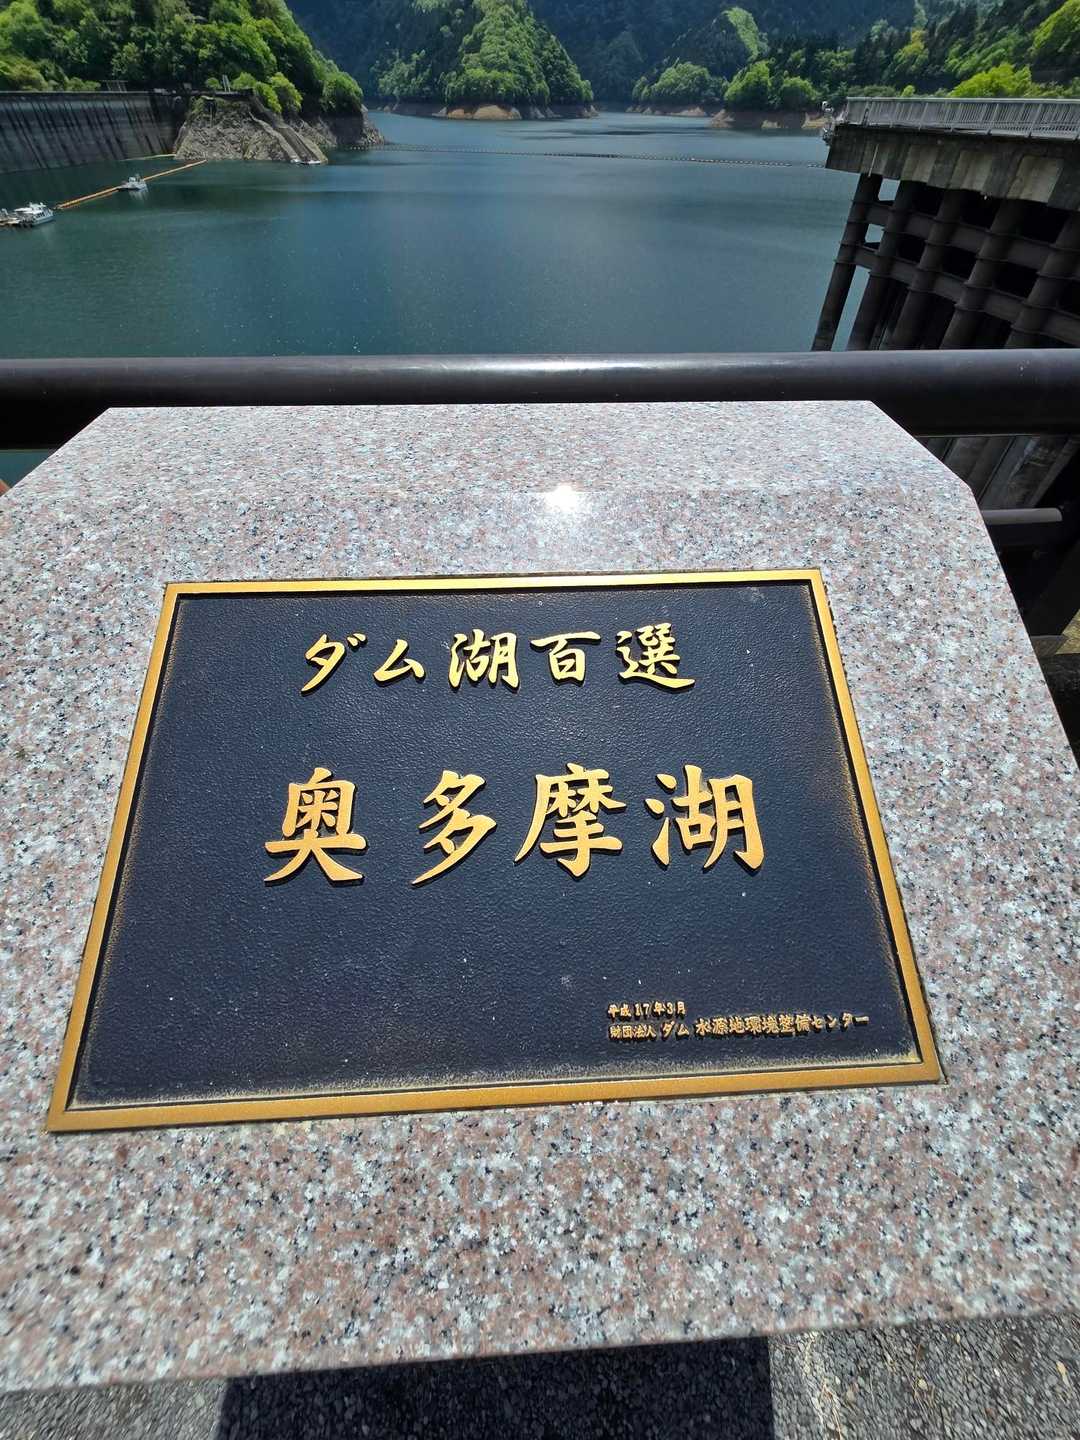 ダム湖百選
奥多摩湖
平成17年3月
財団法人 ダム水源地環境整備センター